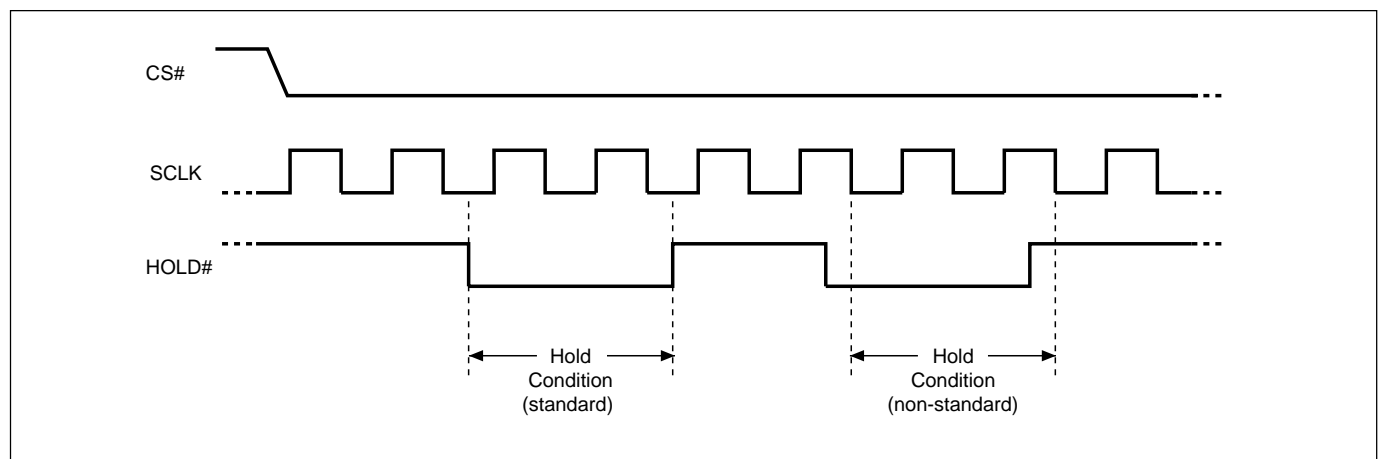 CS#
SCLK
HOLD#
Hold
Condition
(standard)
Hold
Condition
(non-standard)